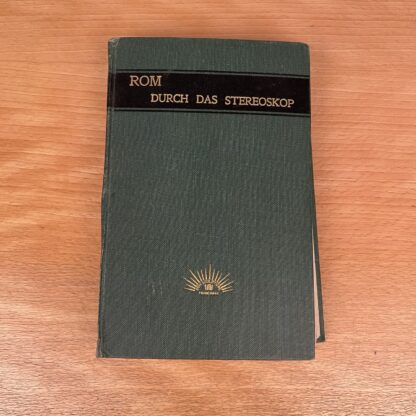 ROM
DURCH DAS STEREOSKOP